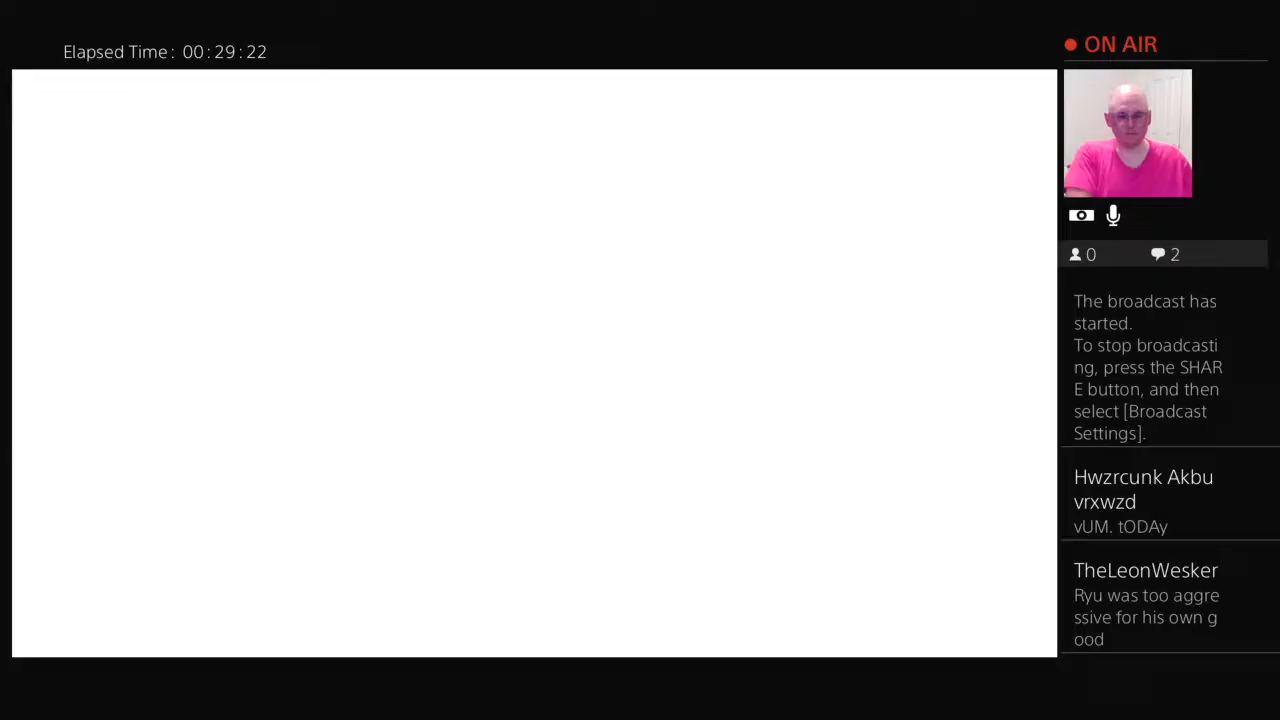 Elapsed Time: 00:29:22
ON AIR
0 2
The broadcast has
started.
To stop broadcasti
ng, press the SHAR
E button, and then
select [Broadcast
Settings].
Hwzrcunk Akbu
vrxwzd
vUM. tODAy
TheLeonWesker
Ryu was too aggre
ssive for his own g
ood